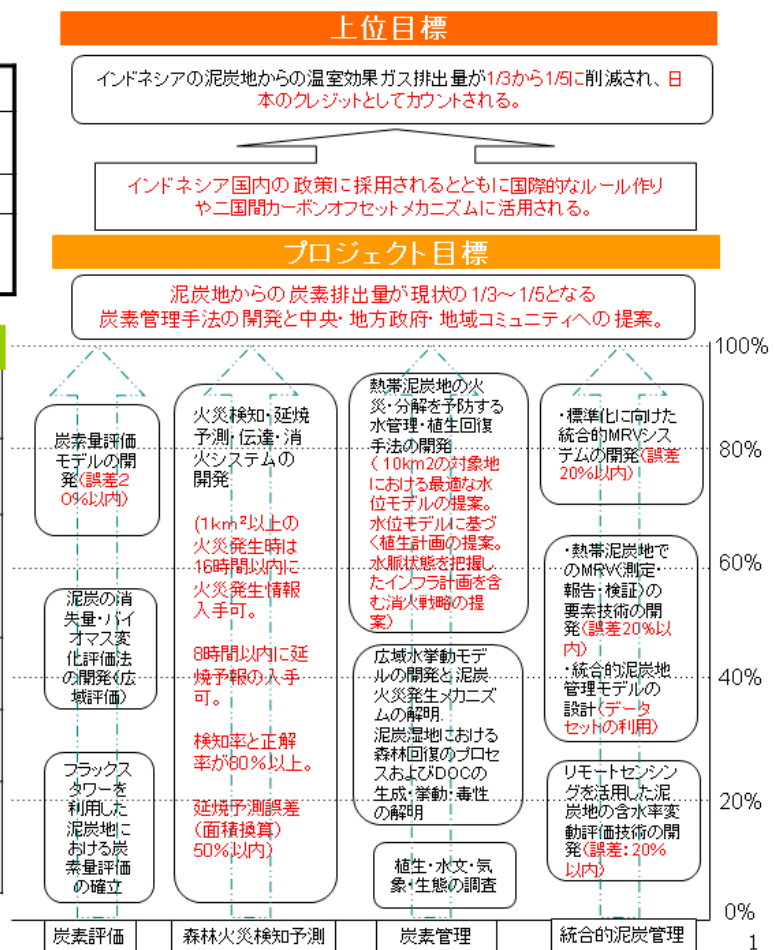 上位目標
インドネシアの泥炭地からの温室効果ガス排出量が1/3から1/5に削減され、日
本のクレジットとしてカウントされる。
インドネシア国内の政策に採用されるとともに国際的なルール作り
や二国間カーボンオフセットメカニズムに活用される。
プロジェクト目標
泥炭地からの炭素排出量が現状の1/3～1/5となる
炭素管理手法の開発と中央・地方政府・地域コミュニティへの提案。
100%
80%
60%
40%
20%
0%
炭素量評価
モデルの開
発(誤差2
0%以内)
泥炭の消
失量・バイ
オマス変
化評価法
の開発(広
域評価)
フラックス
タワーを
利用した
泥炭地に
おける炭
素量評価
の確立
炭素評価
火災検知・延焼
予測・伝達・消
火システムの
開発
(1km²以上の
火災発生時は
16時間以内に
火災発生情報
入手可。
8時間以内に延
焼予報の入手
可。
検知率と正解
率が80%以上。
延焼予測誤差
(面積換算)
50%以内)
森林火災検知予測
熱帯泥炭地の火
災・分解を予防する
水管理・植生回復
手法の開発
(10km2の対象地
における最適な水
位モデルの提案。
水位モデルに基づ
く植生計画の提案。
水脈状態を把握し
たインフラ計画を含
む消火戦略の提
案)
広域水挙動モデ
ルの開発と泥炭
火災発生メカニズ
ムの解明.
泥炭湿地における
森林回復のプロセ
スおよびDOCの
生成・挙動・毒性
の解明
植生・水文・気
象・生態の調査
炭素管理
・標準化に向けた
統合的MRVシス
テムの開発(誤差
20%以内)
・熱帯泥炭地で
のMRV(測定・
報告・検証)の
要素技術の開
発(誤差20%以
内)
・統合的泥炭地
管理モデルの
設計(データ
セットの利用)
リモートセンシン
グを活用した泥
炭地の含水率変
動評価技術の開
発(誤差:20%
以内)
統合的泥炭管理
1